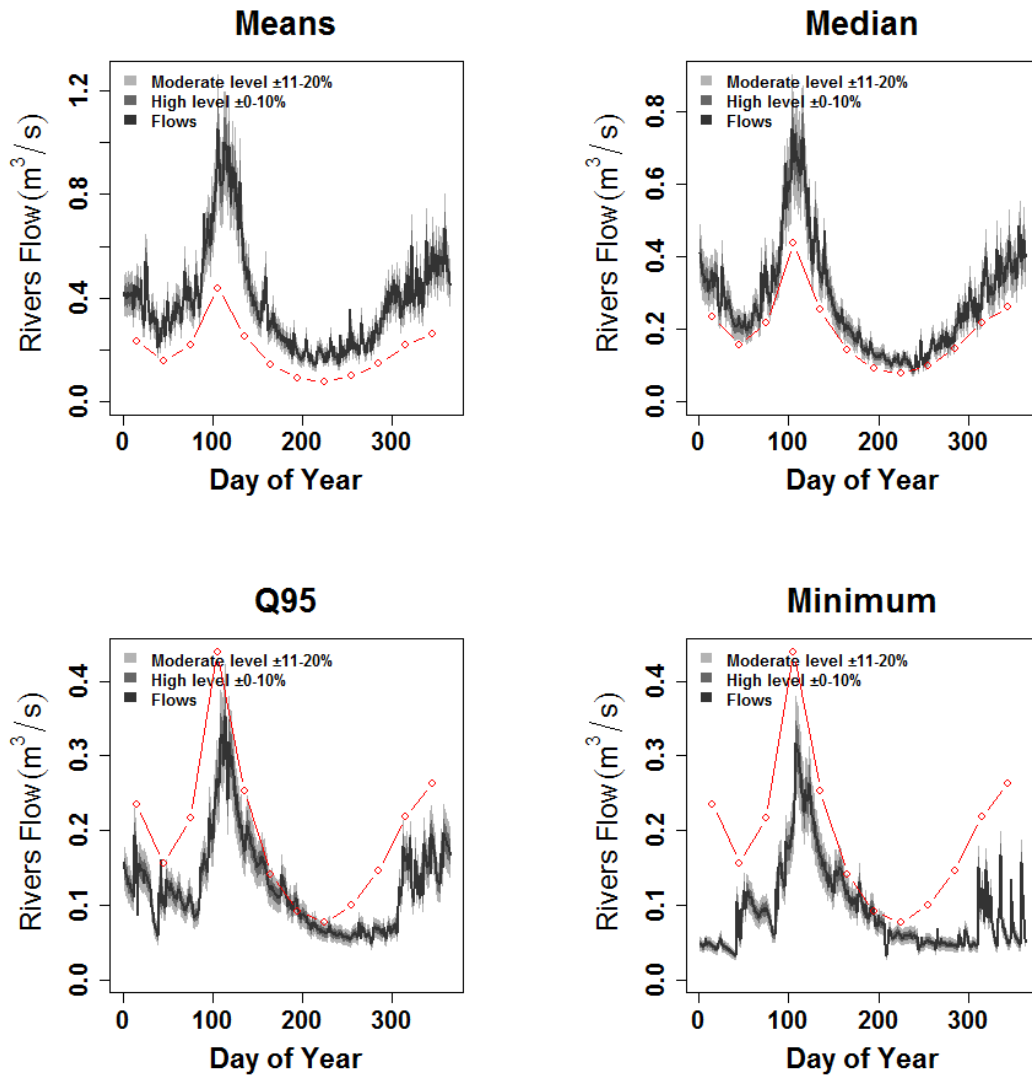 Means
Moderate level ±11-20%
High level ±0-10%
Flows
Rivers Flow (m³/s)
0.0
0.4
0.8
1.2
0 100 200 300
Day of Year
Median
Moderate level ±11-20%
High level ±0-10%
Flows
Rivers Flow (m³/s)
0.0
0.2
0.4
0.6
0.8
0 100 200 300
Day of Year
Q95
Moderate level ±11-20%
High level ±0-10%
Flows
Rivers Flow (m³/s)
0.0
0.1
0.2
0.3
0.4
0 100 200 300
Day of Year
Minimum
Moderate level ±11-20%
High level ±0-10%
Flows
Rivers Flow (m³/s)
0.0
0.1
0.2
0.3
0.4
0 100 200 300
Day of Year